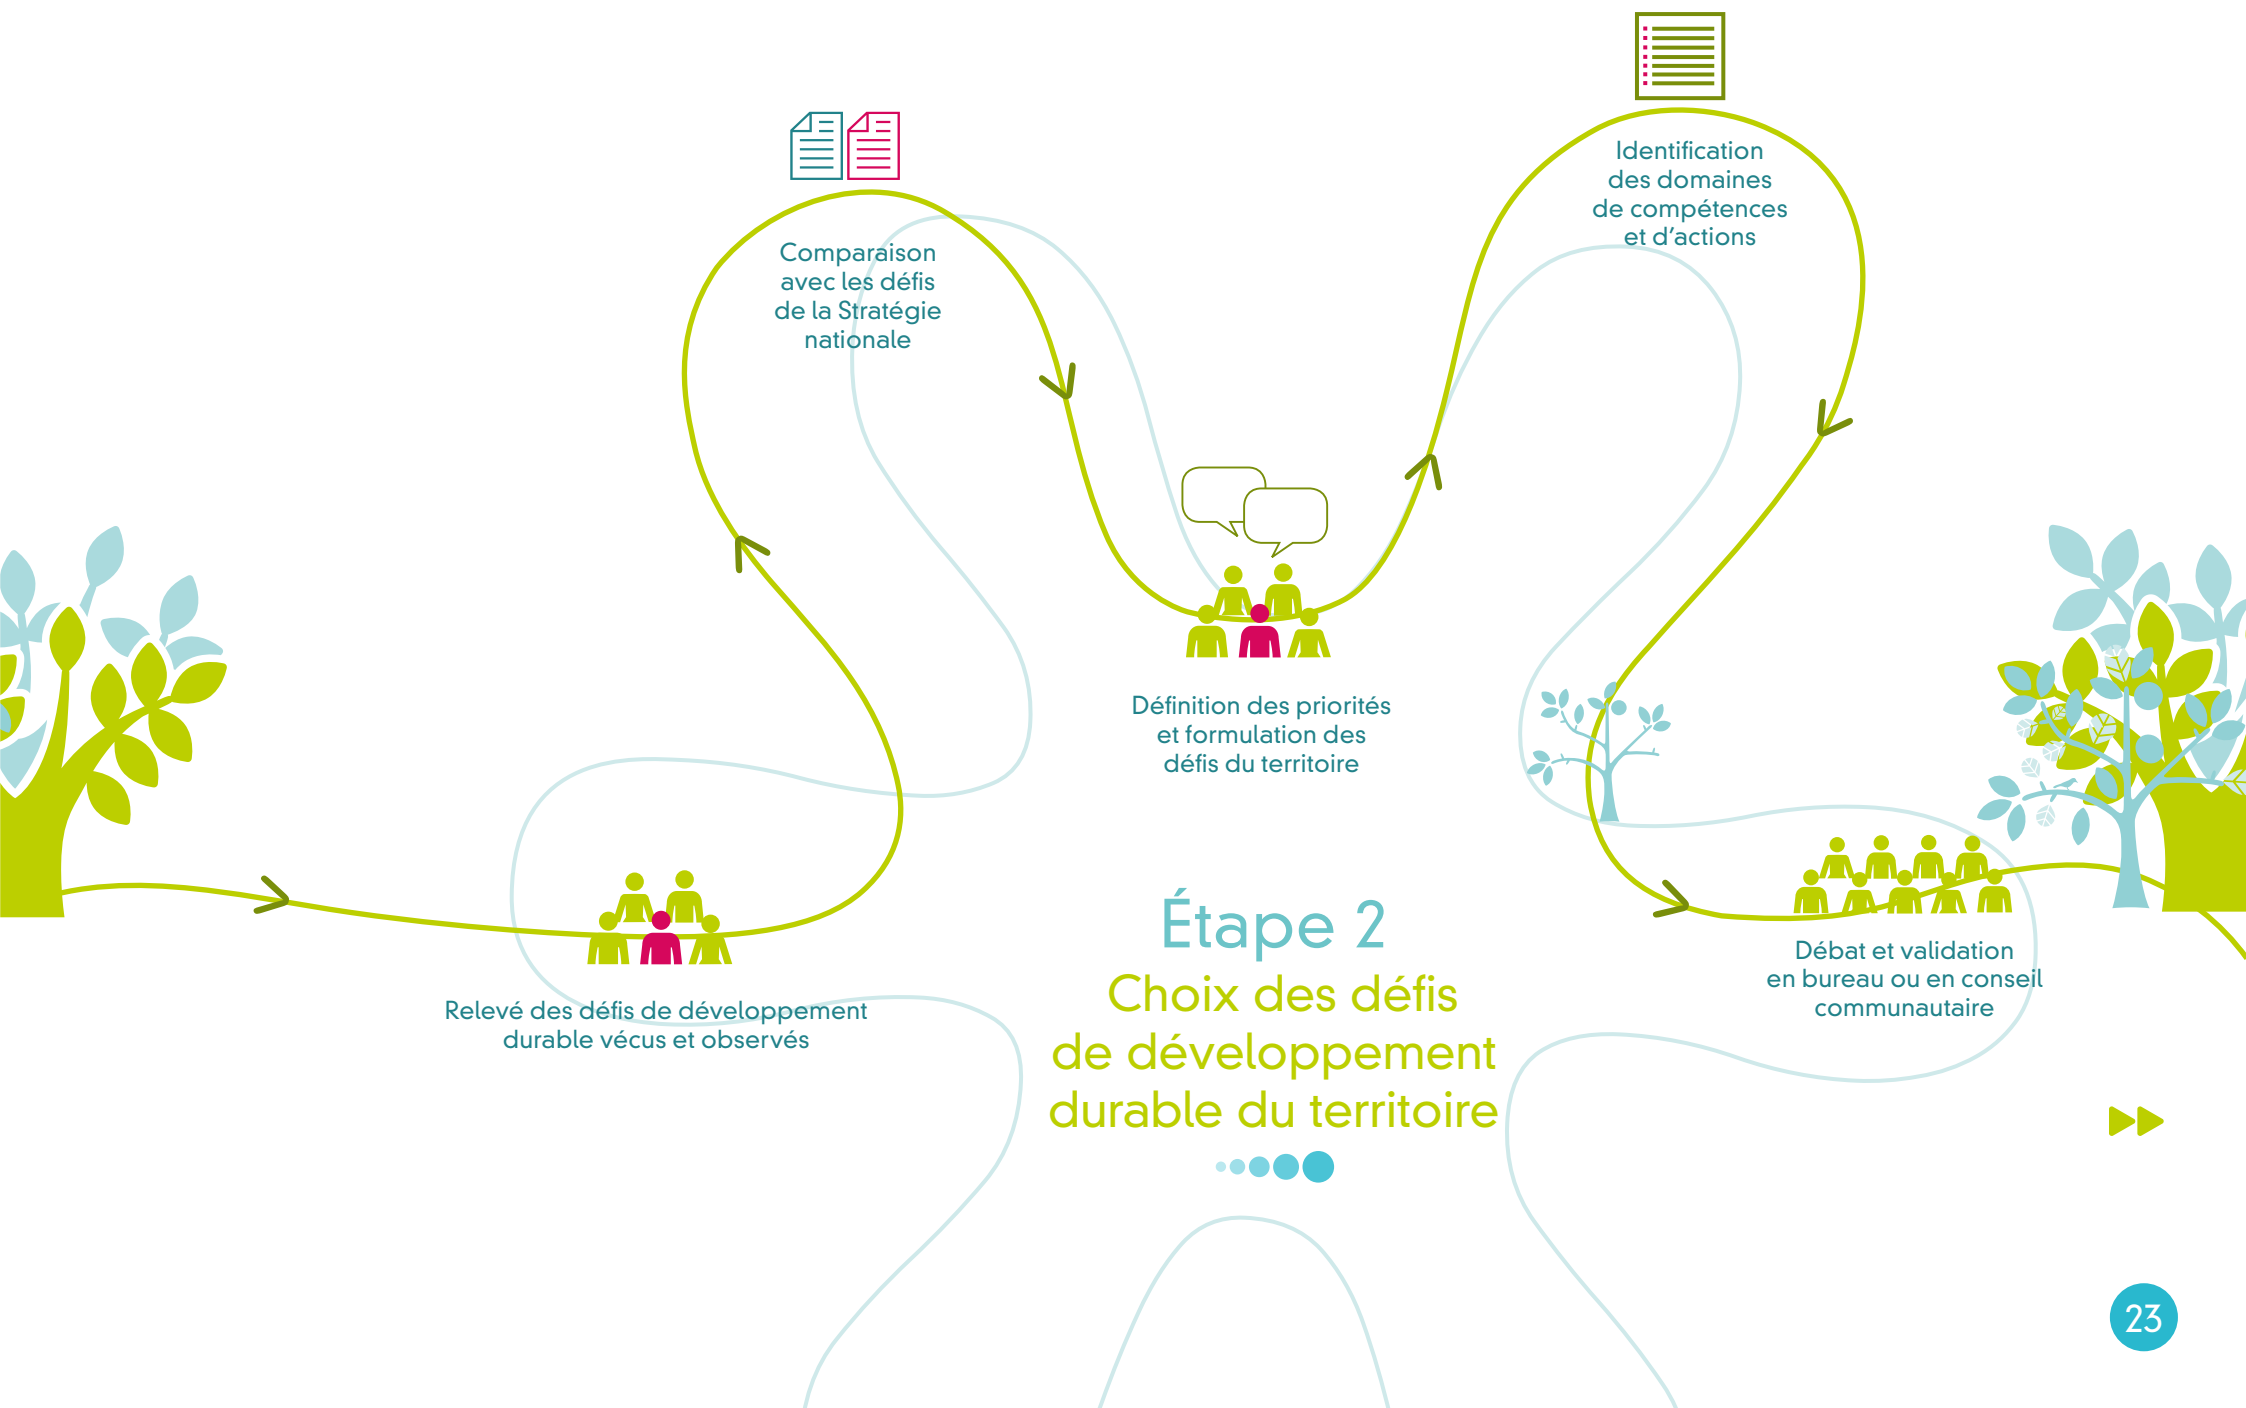 Relevé des défis de développement
durable vécus et observés
Comparaison
avec les défis
de la Stratégie
nationale
Définition des priorités
et formulation des
défis du territoire
Identification
des domaines
de compétences
et d’actions
Débat et validation
en bureau ou en conseil
communautaire
Étape 2
Choix des défis
de développement
durable du territoire
23